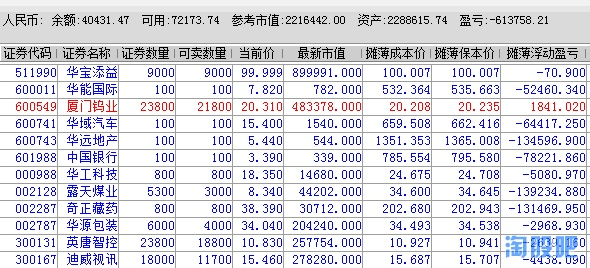 人民币: 余额:40431.47 可用:72173.74 参考市值:2216442.00 资产:2288615.74 盈亏:-613758.21
证券代码 证券名称 证券数量 可卖数量 当前价 最新市值 摊薄成本价 摊薄保本价 摊薄浮动盈亏
511990 华宝添益 9000 9000 99.999 899991.000 100.007 100.007 -70.900
600011 华能国际 100 100 7.820 782.000 532.364 535.663 -52460.340
600549 厦门钨业 23800 21800 20.310 483378.000 20.208 20.235 1841.020
600741 华域汽车 100 100 15.400 1540.000 659.508 662.416 -64417.250
600743 华远地产 100 100 5.440 544.000 1351.353 1365.008 -134596.900
601988 中国银行 100 100 3.390 339.000 785.554 795.580 -78221.860
000988 华工科技 800 800 18.350 14680.000 24.675 24.708 -5080.970
002128 露天煤业 5300 3000 8.340 44202.000 34.600 34.645 -139234.880
002287 奇正藏药 800 800 38.390 30712.000 202.680 202.943 -131469.950
002787 华源包装 6000 4000 34.040 204240.000 34.493 34.538 -2968.930
300131 英唐智控 23800 18800 10.830 257754.000 10.927 10.941
300167 迪威视讯 18000 11700 15.460 278280.000 15.687 15.707 -4438.090
淘股吧